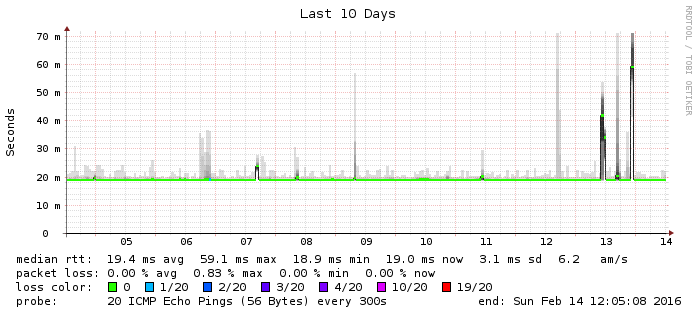 Last 10 Days
RRDTOOL / TOBI OETIKER
Seconds
70 m
60 m
50 m
40 m
30 m
20 m
10 m
0
05 06 07 08 09 10 11 12 13 14
median rtt: 19.4 ms avg 59.1 ms max 18.9 ms min 19.0 ms now 3.1 ms sd 6.2 am/s
packet loss: 0.00 % avg 0.83 % max 0.00 % min 0.00 % now
loss color: 0 1/20 2/20 3/20 4/20 10/20 19/20
probe: 20 ICMP Echo Pings (56 Bytes) every 300s end: Sun Feb 14 12:05:08 2016